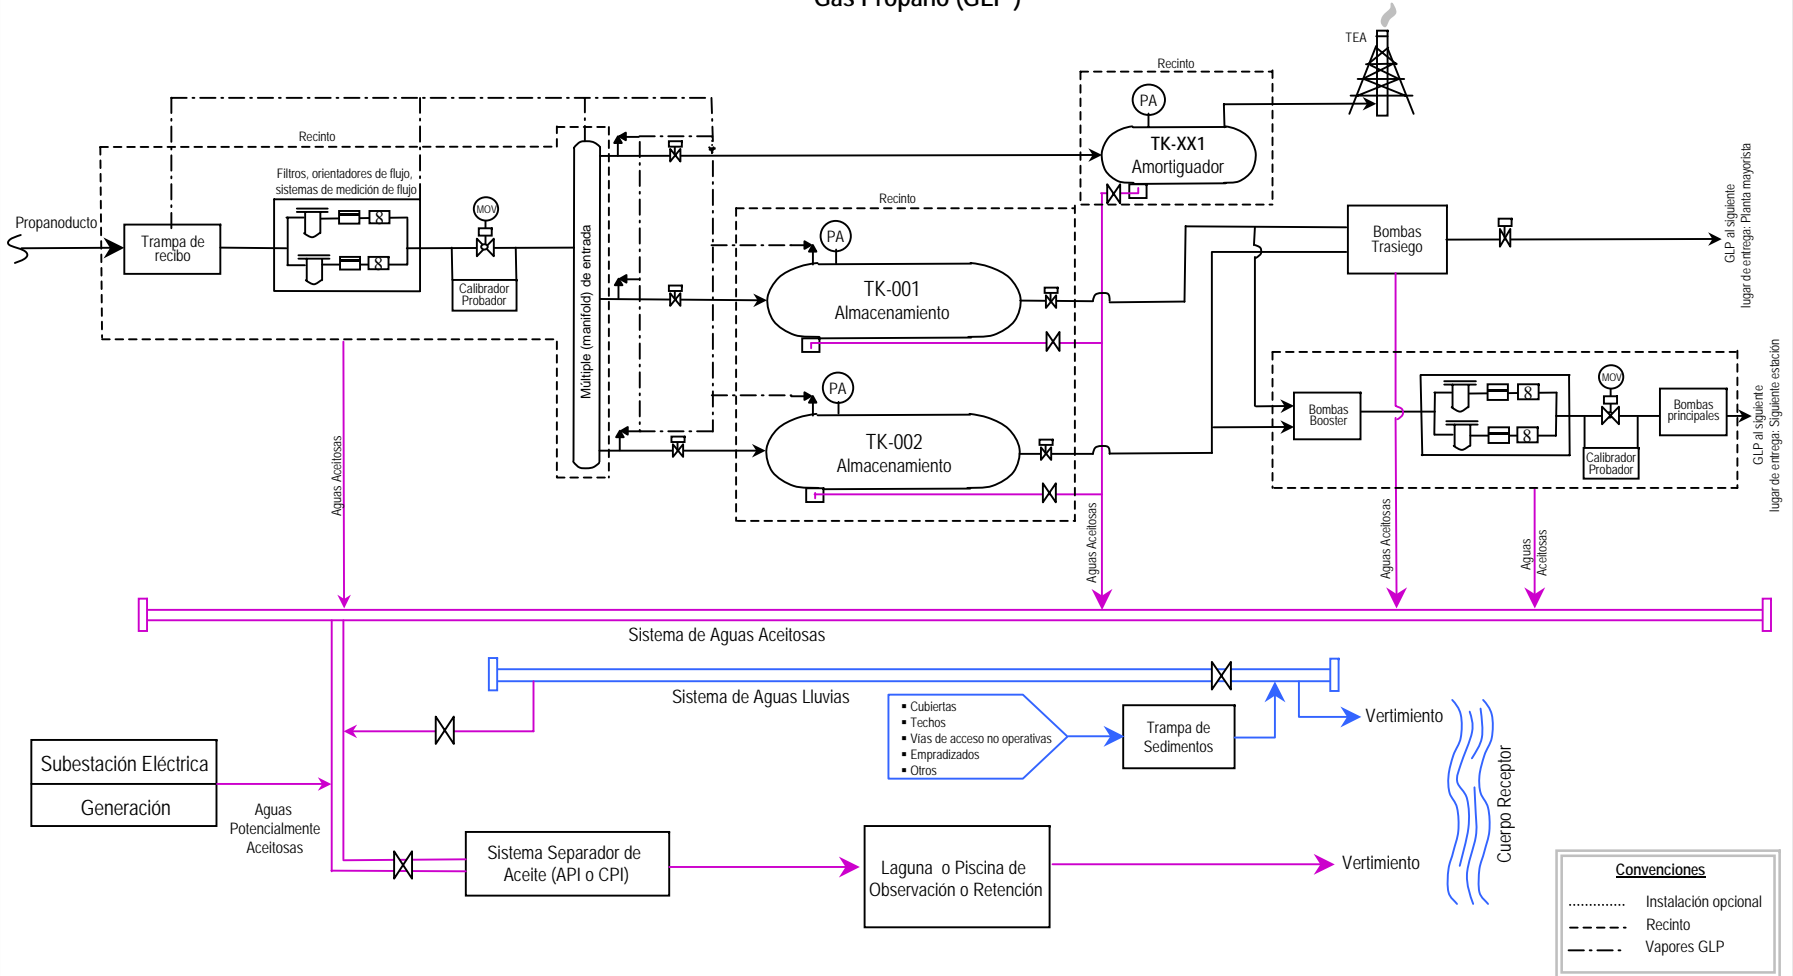 Gas Propano (GLP )
TEA
Recinto
PA
TK-XX1
Amortiguador
Recinto
Filtros, orientadores de flujo,
sistemas de medición de flujo
Propanoducto
Trampa de
recibo
8
8
MOV
Calibrador
Probador
Múltiple (manifold) de entrada
Recinto
PA
TK-001
Almacenamiento
PA
TK-002
Almacenamiento
Bombas
Trasiego
GLP al siguiente
lugar de entrega: Planta mayorista
Bombas
Booster
8
8
MOV
Calibrador
Probador
Bombas
principales
GLP al siguiente
lugar de entrega: Siguiente estación
Aguas Aceitosas
Aguas Aceitosas
Aguas Aceitosas
Aguas
Aceitosas
Sistema de Aguas Aceitosas
Sistema de Aguas Lluvias
▪ Cubiertas
▪ Techos
▪ Vías de acceso no operativas
▪ Empradizados
▪ Otros
Trampa de
Sedimentos
Vertimiento
Subestación Eléctrica
Generación
Aguas
Potencialmente
Aceitosas
Sistema Separador de
Aceite (API o CPI)
Laguna o Piscina de
Observación o Retención
Vertimiento
Cuerpo Receptor
Convenciones
Instalación opcional
Recinto
Vapores GLP